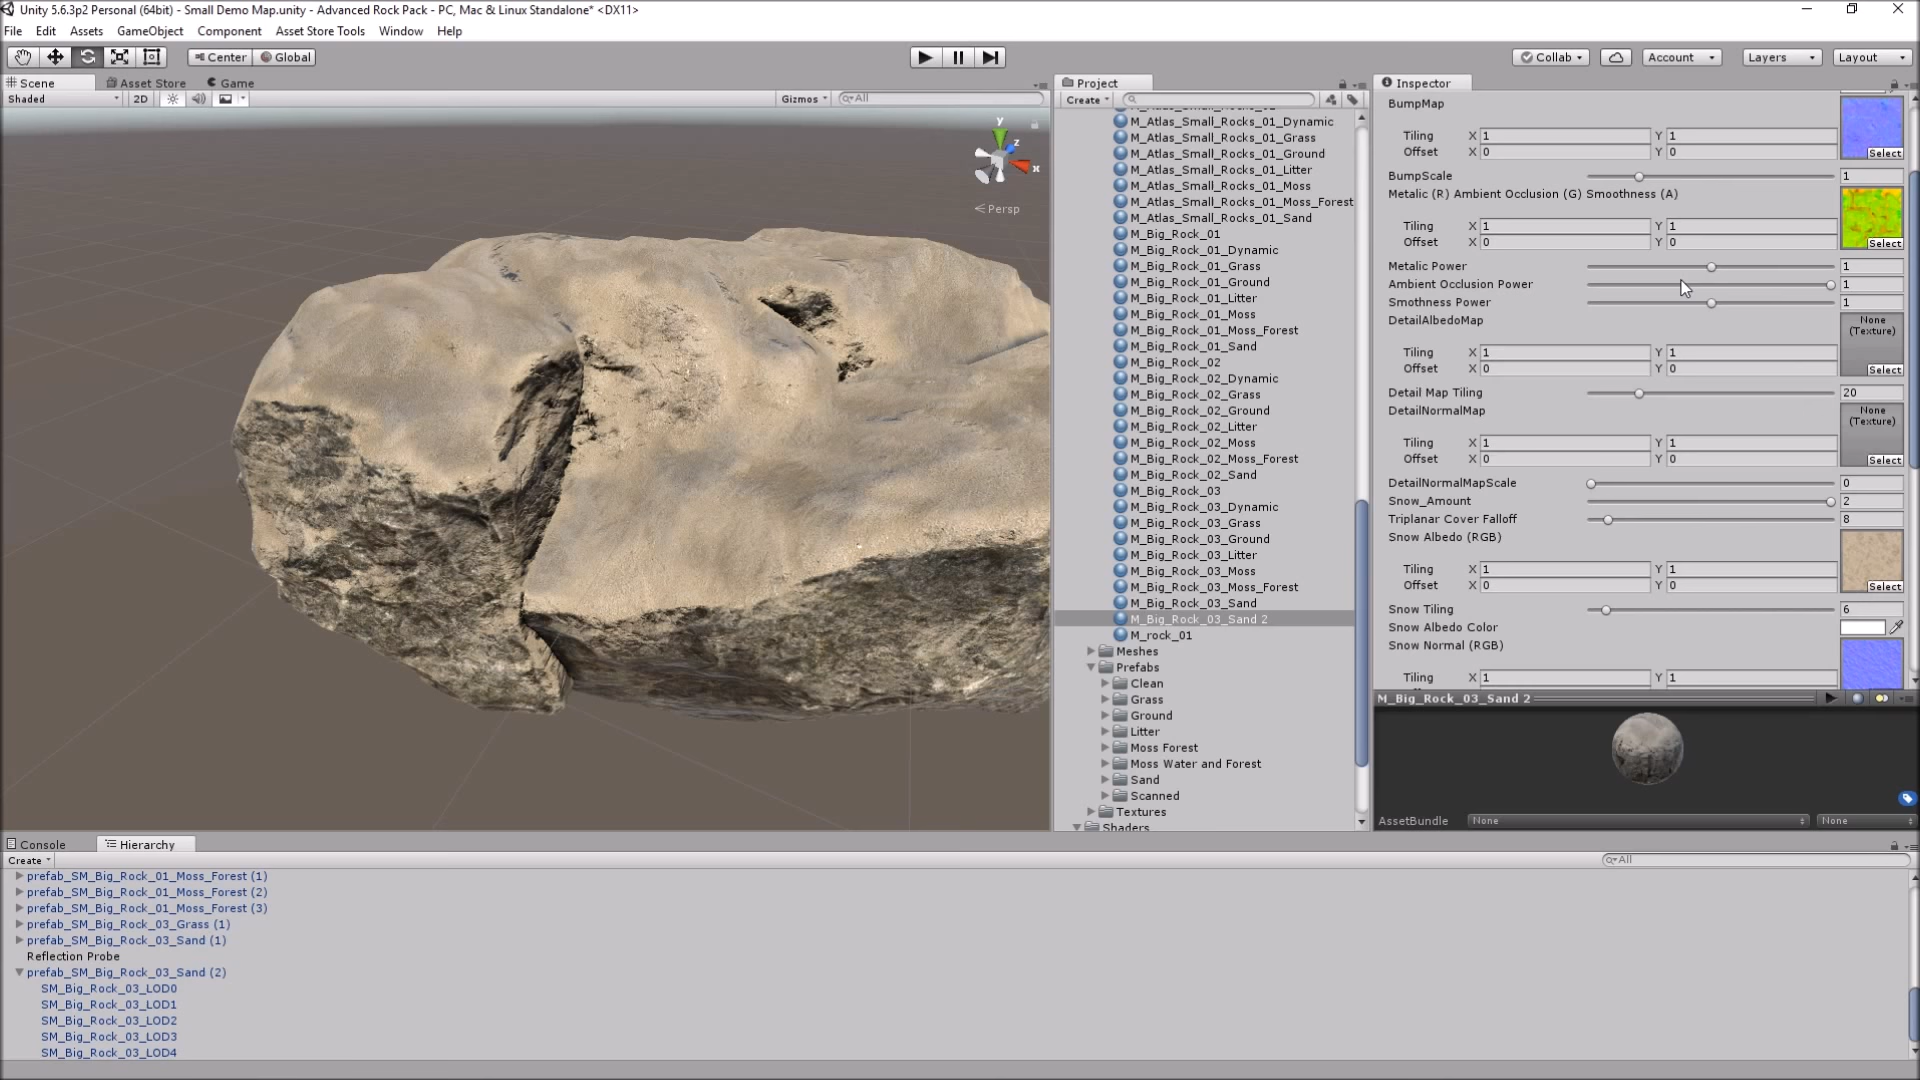 Unity 5.6.3p2 Personal (64bit) - Small Demo Map.unity - Advanced Rock Pack - PC, Mac & Linux Standalone* <DX11>
File Edit Assets GameObject Component Asset Store Tools Window Help
Center Global Collab Account Layers Layout
Scene Asset Store Game
Shaded 2D Gizmos All
y
z
x
Persp
Project
Create
M_Atlas_Small_Rocks_01_Dynamic
M_Atlas_Small_Rocks_01_Grass
M_Atlas_Small_Rocks_01_Ground
M_Atlas_Small_Rocks_01_Litter
M_Atlas_Small_Rocks_01_Moss
M_Atlas_Small_Rocks_01_Moss_Forest
M_Atlas_Small_Rocks_01_Sand
M_Big_Rock_01
M_Big_Rock_01_Dynamic
M_Big_Rock_01_Grass
M_Big_Rock_01_Ground
M_Big_Rock_01_Litter
M_Big_Rock_01_Moss
M_Big_Rock_01_Moss_Forest
M_Big_Rock_01_Sand
M_Big_Rock_02
M_Big_Rock_02_Dynamic
M_Big_Rock_02_Grass
M_Big_Rock_02_Ground
M_Big_Rock_02_Litter
M_Big_Rock_02_Moss
M_Big_Rock_02_Moss_Forest
M_Big_Rock_02_Sand
M_Big_Rock_03
M_Big_Rock_03_Dynamic
M_Big_Rock_03_Grass
M_Big_Rock_03_Ground
M_Big_Rock_03_Litter
M_Big_Rock_03_Moss
M_Big_Rock_03_Moss_Forest
M_Big_Rock_03_Sand
M_Big_Rock_03_Sand 2
M_rock_01
Meshes
Prefabs
Clean
Grass
Ground
Litter
Moss Forest
Moss Water and Forest
Sand
Scanned
Textures
Shaders
Inspector
BumpMap
Tiling X 1 Y 1
Offset X 0 Y 0 Select
BumpScale 1
Metalic (R) Ambient Occlusion (G) Smoothness (A)
Tiling X 1 Y 1
Offset X 0 Y 0 Select
Metalic Power 1
Ambient Occlusion Power 1
Smothness Power 1
DetailAlbedoMap None
(Texture)
Tiling X 1 Y 1
Offset X 0 Y 0 Select
Detail Map Tiling 20
DetailNormalMap None
(Texture)
Tiling X 1 Y 1
Offset X 0 Y 0 Select
DetailNormalMapScale 0
Snow_Amount 2
Triplanar Cover Falloff 8
Snow Albedo (RGB)
Tiling X 1 Y 1
Offset X 0 Y 0 Select
Snow Tiling 6
Snow Albedo Color
Snow Normal (RGB)
Tiling X 1 Y 1
M_Big_Rock_03_Sand 2
AssetBundle None None
Console Hierarchy
Create All
prefab_SM_Big_Rock_01_Moss_Forest (1)
prefab_SM_Big_Rock_01_Moss_Forest (2)
prefab_SM_Big_Rock_01_Moss_Forest (3)
prefab_SM_Big_Rock_03_Grass (1)
prefab_SM_Big_Rock_03_Sand (1)
Reflection Probe
prefab_SM_Big_Rock_03_Sand (2)
SM_Big_Rock_03_LOD0
SM_Big_Rock_03_LOD1
SM_Big_Rock_03_LOD2
SM_Big_Rock_03_LOD3
SM_Big_Rock_03_LOD4